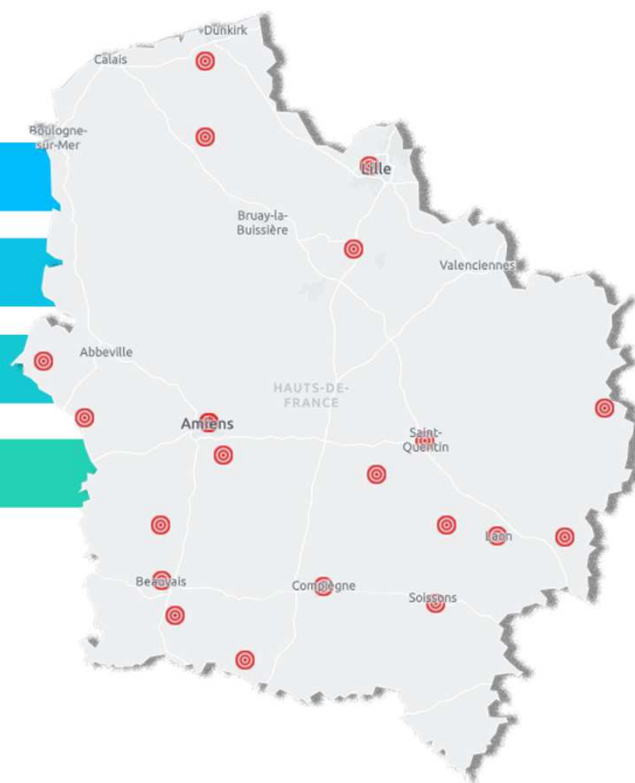 Dunkirk
Calais
Boulogne-
sur-Mer
Lille
Bruay-la-
Buissière
Valenciennes
Abbeville
HAUTS-DE-
FRANCE
Amiens
Saint-
Quentin
Laon
Beauvais
Compiègne
Soissons